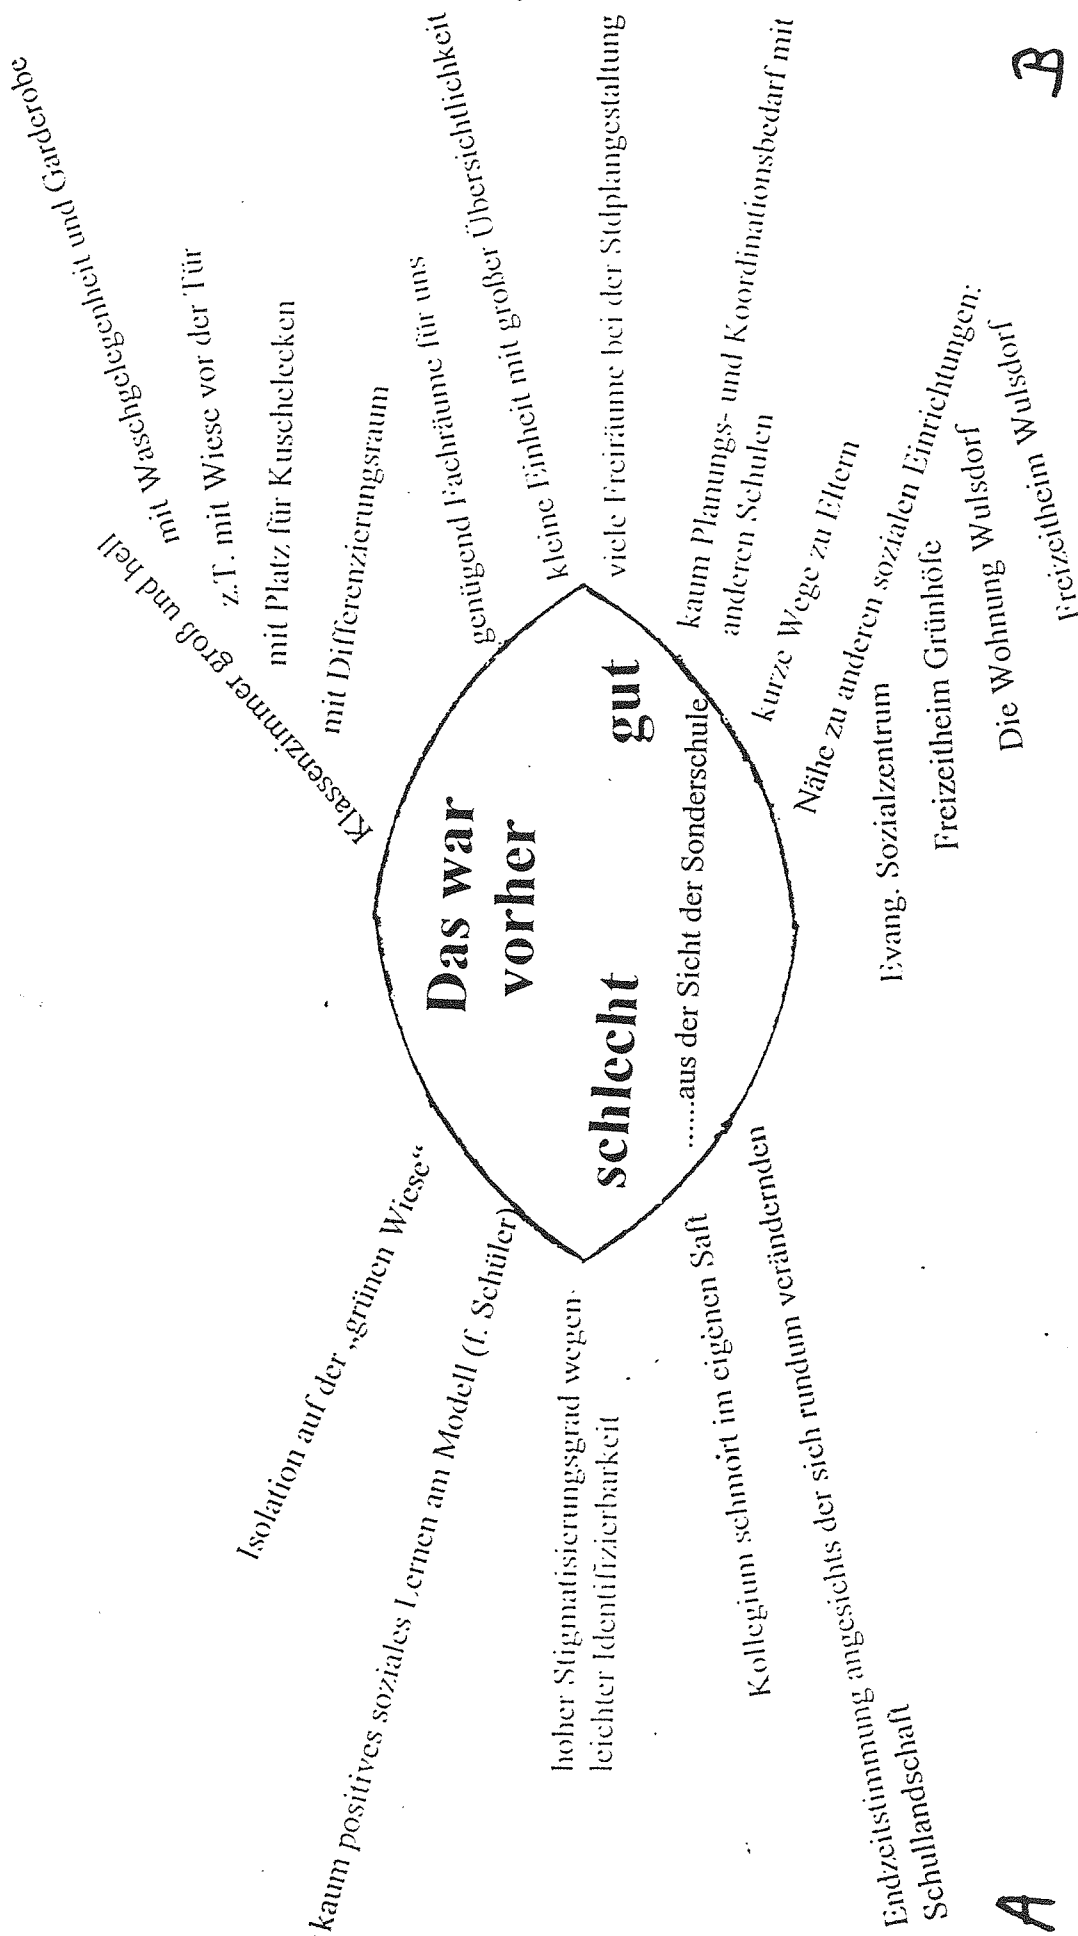 Das war
vorher
schlecht
gut
......aus der Sicht der Sonderschule
Isolation auf der „grünen Wiese“
kaum positives soziales Lernen am Modell (f. Schüler)
hoher Stigmatisierungsgrad wegen
leichter Identifizierbarkeit
Kollegium schmort im eigenen Saft
Endzeitstimmung angesichts der sich rundum verändernden
Schullandschaft
A
Klassenzimmer groß und hell
mit Waschgelegenheit und Garderobe
z.T. mit Wiese vor der Tür
mit Platz für Kuschelecken
mit Differenzierungsraum
genügend Fachräume für uns
kleine Einheit mit großer Übersichtlichkeit
viele Freiräume bei der Stdplangestaltung
kaum Planungs- und Koordinationsbedarf mit
anderen Schulen
kurze Wege zu Eltern
Nähe zu anderen sozialen Einrichtungen:
Evang. Sozialzentrum
Freizeitheim Grünhöfe
Die Wohnung Wulsdorf
Freizeitheim Wulsdorf
B